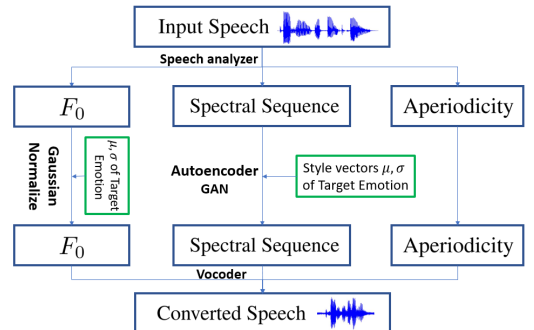 Input Speech
Speech analyzer
F₀
Spectral Sequence
Aperiodicity
Gaussian
Normalize
μ, σ of Target
Emotion
Autoencoder
GAN
Style vectors μ, σ
of Target Emotion
F₀
Spectral Sequence
Aperiodicity
Vocoder
Converted Speech